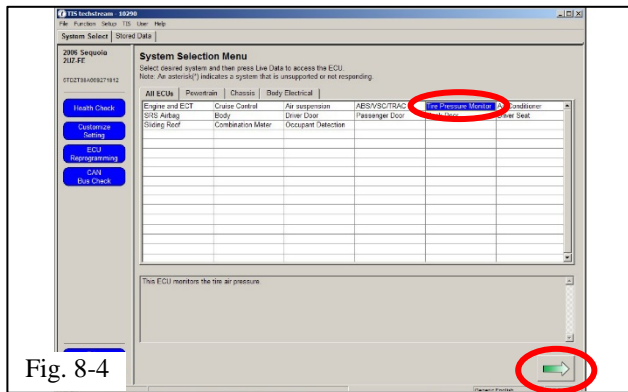 TIS techstream - 10290
File Function Setup TIS User Help
System Select Stored Data
2006 Sequoia
2UZ-FE
System Selection Menu
Select desired system and then press Live Data to access the ECU.
Note: An asterisk(*) indicates a system that is unsupported or not responding.
All ECUs Powertrain Chassis Body Electrical
Health Check
Customize
Setting
ECU
Reprogramming
CAN
Bus Check
Engine and ECT Cruise Control Air suspension ABS/VSC/TRAC Tire Pressure Monitor Conditioner
SRS Airbag Body Driver Door Passenger Door Door Driver Seat
Sliding Roof Combination Meter Occupant Detection
This ECU monitors the tire air pressure.
Fig. 8-4
Generic English